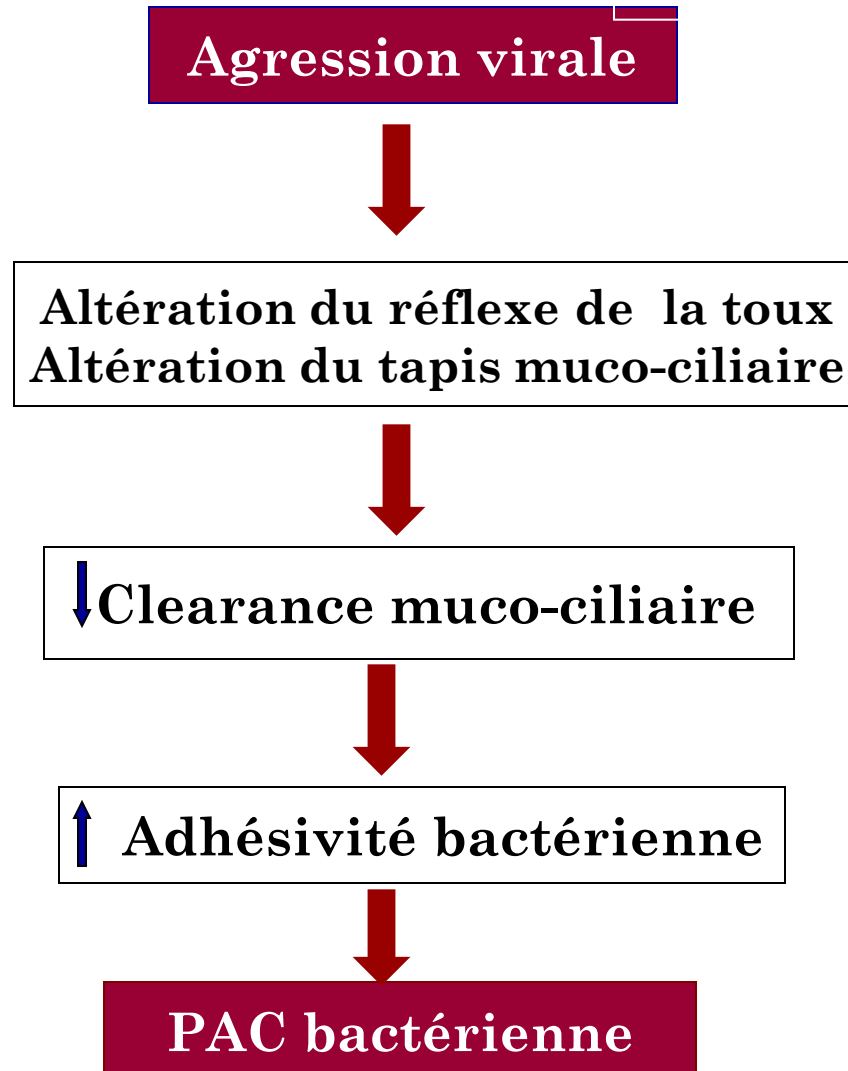 Agression virale
Altération du réflexe de la toux
Altération du tapis muco-ciliaire
Clearance muco-ciliaire
Adhésivité bactérienne
PAC bactérienne